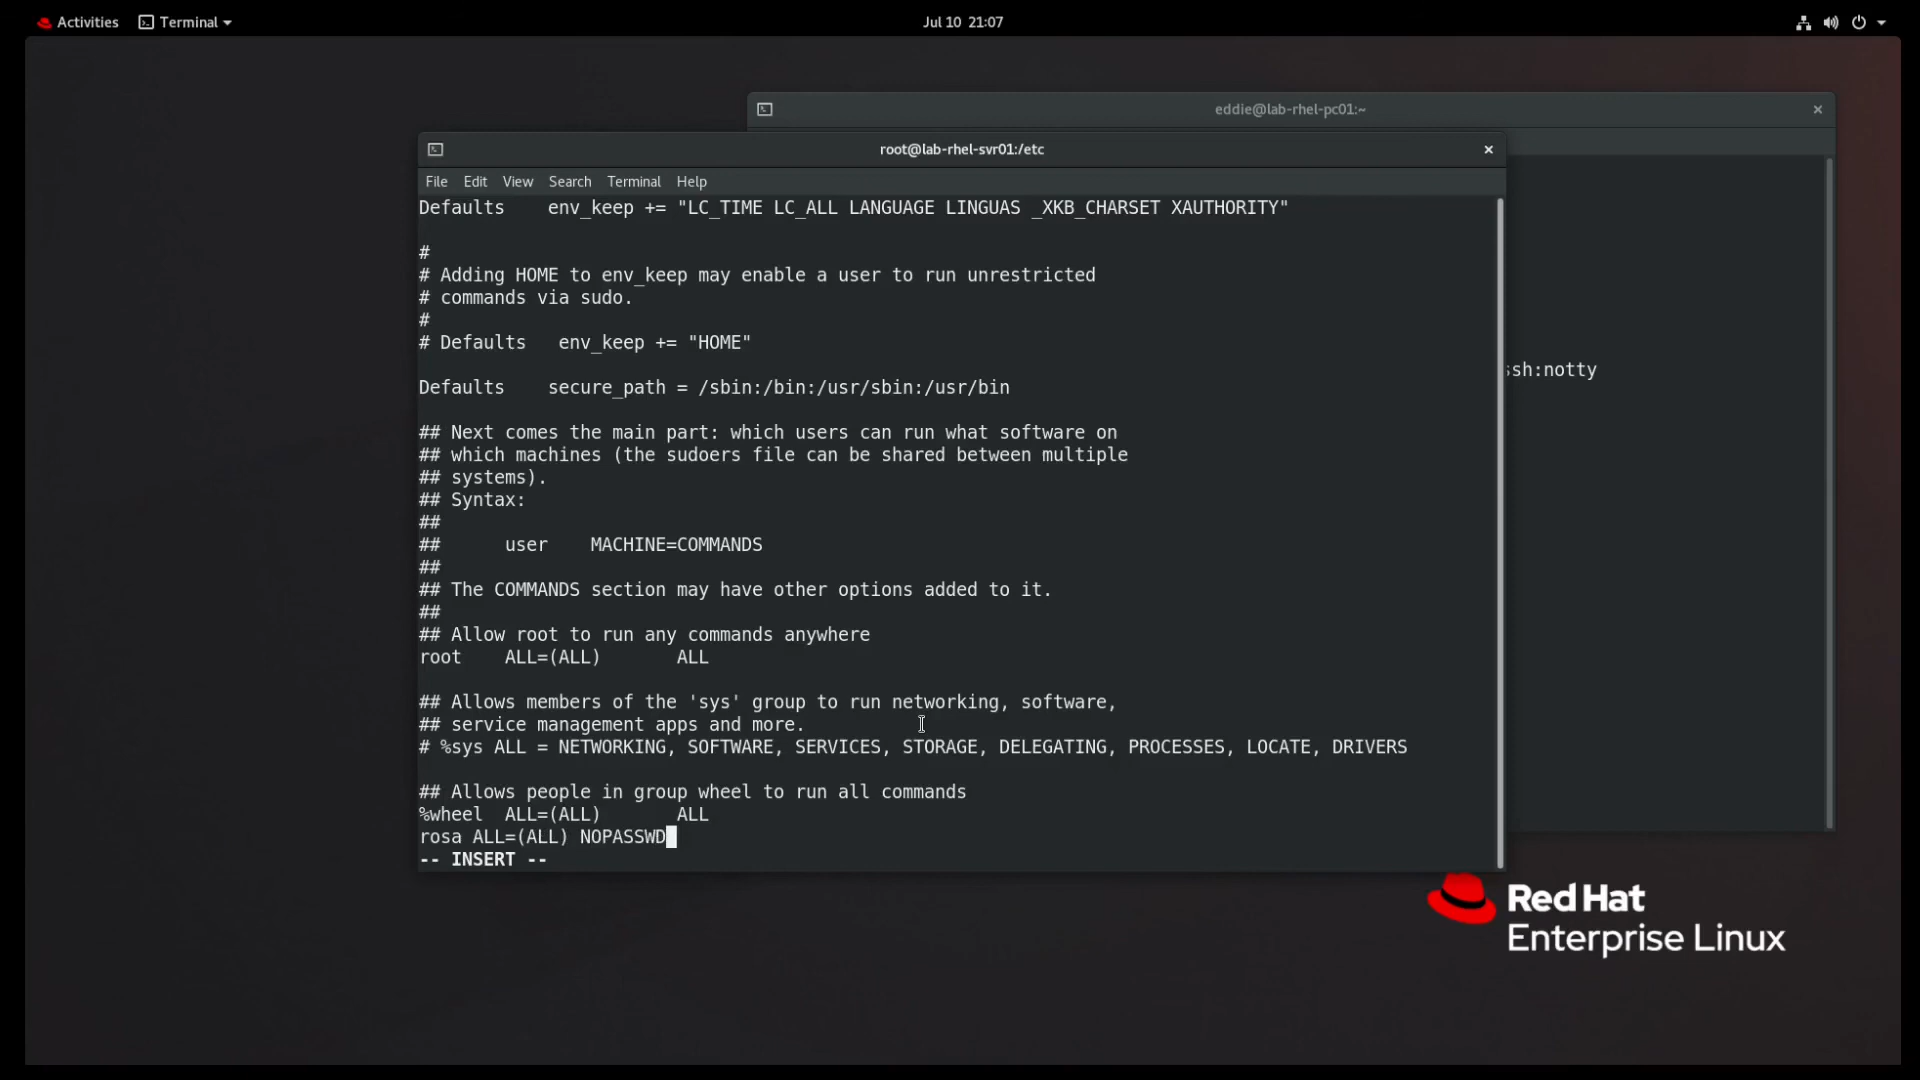 Activities Terminal Jul 10 21:07
eddie@lab-rhel-pc01:~
root@lab-rhel-svr01:/etc
File Edit View Search Terminal Help
Defaults    env_keep += "LC_TIME LC_ALL LANGUAGE LINGUAS _XKB_CHARSET XAUTHORITY"
#
# Adding HOME to env_keep may enable a user to run unrestricted
# commands via sudo.
#
# Defaults   env_keep += "HOME"
ssh:notty
Defaults    secure_path = /sbin:/bin:/usr/sbin:/usr/bin
## Next comes the main part: which users can run what software on
## which machines (the sudoers file can be shared between multiple
## systems).
## Syntax:
##
##      user    MACHINE=COMMANDS
##
## The COMMANDS section may have other options added to it.
##
## Allow root to run any commands anywhere
root    ALL=(ALL)       ALL
## Allows members of the 'sys' group to run networking, software,
## service management apps and more.
# %sys ALL = NETWORKING, SOFTWARE, SERVICES, STORAGE, DELEGATING, PROCESSES, LOCATE, DRIVERS
## Allows people in group wheel to run all commands
%wheel  ALL=(ALL)       ALL
rosa ALL=(ALL) NOPASSWD
-- INSERT --
Red Hat
Enterprise Linux